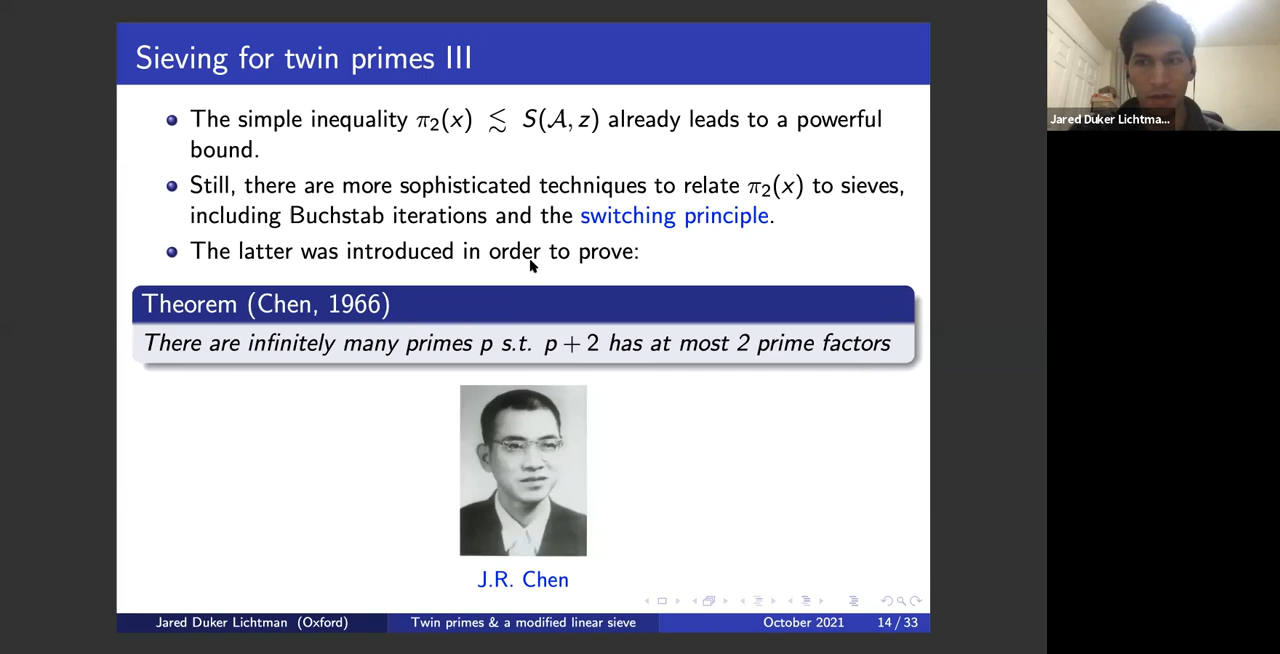 Sieving for twin primes III
The simple inequality π₂(x) ≲ S(𝒜, z) already leads to a powerful
bound.
Still, there are more sophisticated techniques to relate π₂(x) to sieves,
including Buchstab iterations and the switching principle.
The latter was introduced in order to prove:
Theorem (Chen, 1966)
There are infinitely many primes p s.t. p + 2 has at most 2 prime factors
J.R. Chen
Jared Duker Lichtman (Oxford)
Twin primes & a modified linear sieve
October 2021
14 / 33
Jared Duker Lichtma...